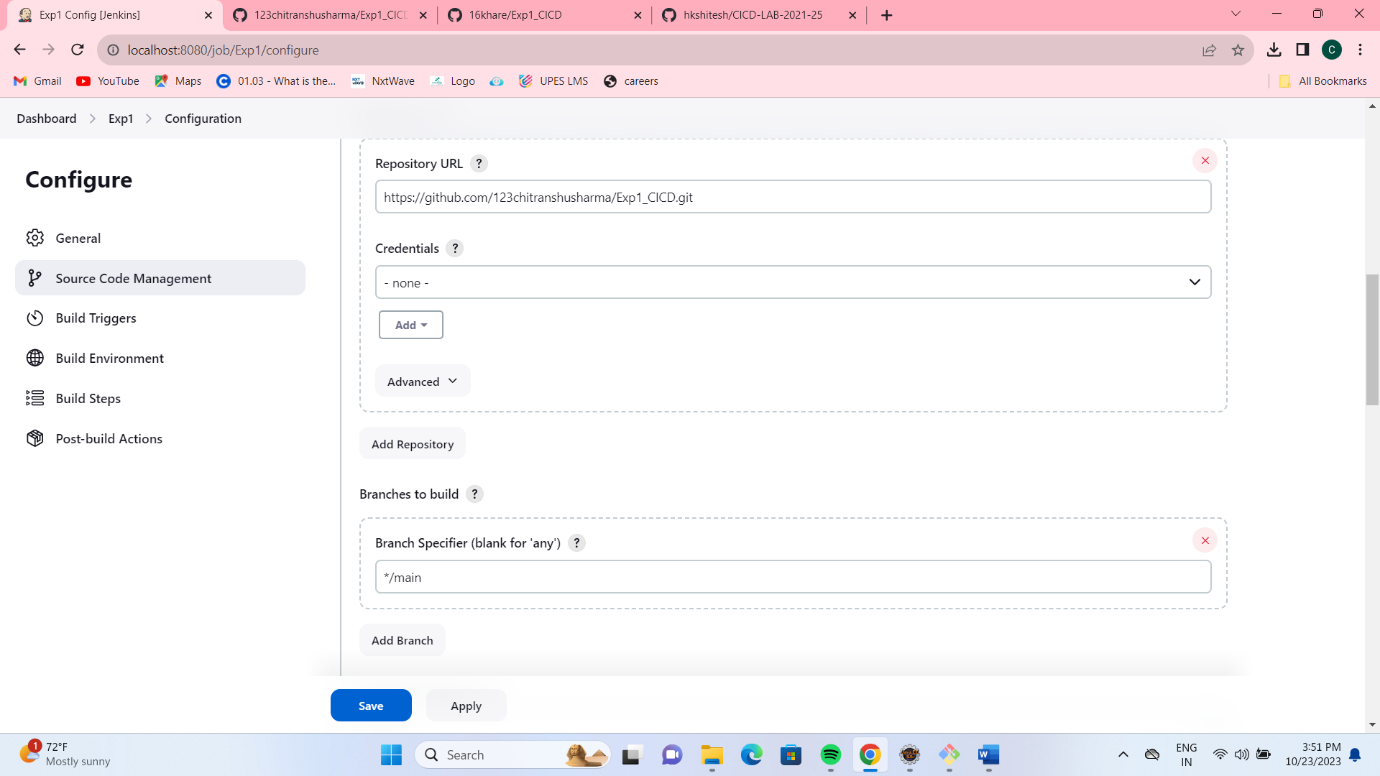 Exp1 Config [Jenkins]
123chitranshusharma/Exp1_CIC
16khare/Exp1_CICD
hkshitesh/CICD-LAB-2021-25
localhost:8080/job/Exp1/configure
C
Gmail
YouTube
Maps
01.03 - What is the...
NxtWave
Logo
UPES LMS
careers
All Bookmarks
Dashboard > Exp1 > Configuration
Configure
General
Source Code Management
Build Triggers
Build Environment
Build Steps
Post-build Actions
Repository URL ?
https://github.com/123chitranshusharma/Exp1_CICD.git
Credentials ?
- none -
Add
Advanced
Add Repository
Branches to build ?
Branch Specifier (blank for 'any') ?
*/main
Add Branch
Save
Apply
1
72°F
Mostly sunny
Search
ENG
IN
3:51 PM
10/23/2023